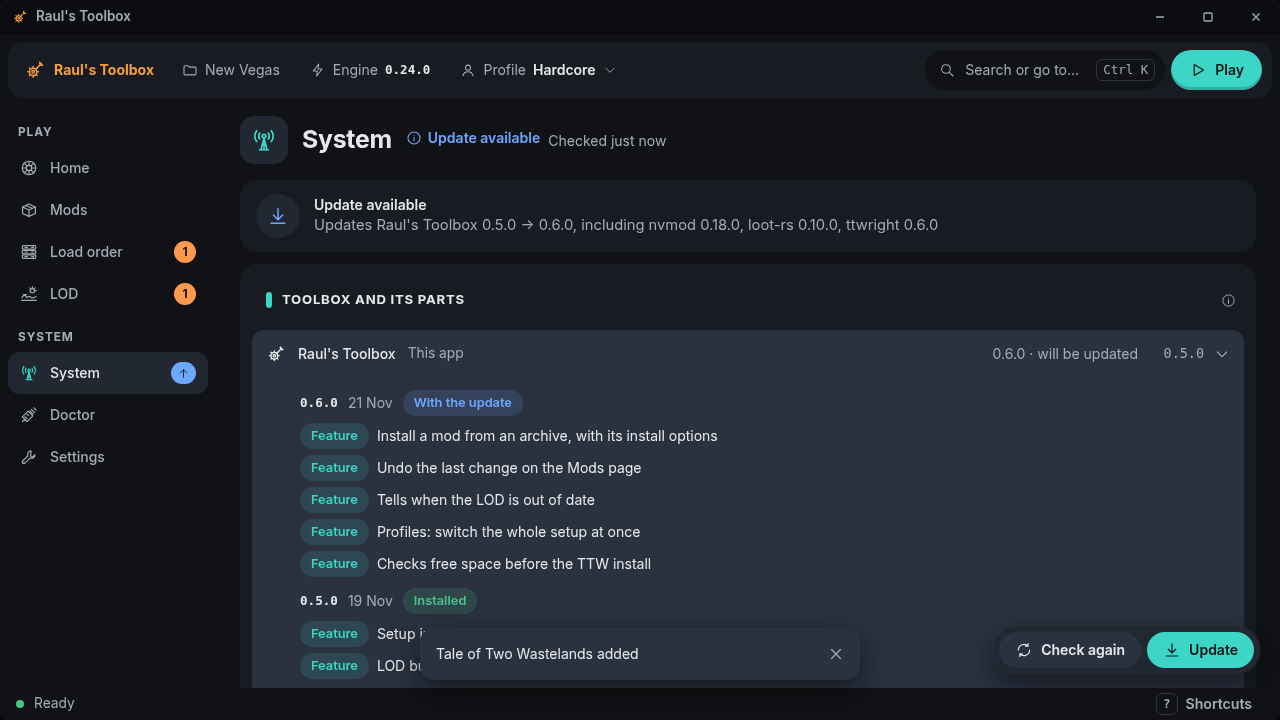 Raul's Toolbox
Raul's Toolbox
New Vegas
Engine 0.24.0
Profile Hardcore
Search or go to...
Ctrl K
Play
PLAY
Home
Mods
Load order 1
LOD 1
SYSTEM
System
Doctor
Settings
System
Update available
Checked just now
Update available
Updates Raul's Toolbox 0.5.0 → 0.6.0, including nvmod 0.18.0, loot-rs 0.10.0, ttwright 0.6.0
TOOLBOX AND ITS PARTS
Raul's Toolbox This app 0.6.0 · will be updated 0.5.0
0.6.0 21 Nov With the update
Feature Install a mod from an archive, with its install options
Feature Undo the last change on the Mods page
Feature Tells when the LOD is out of date
Feature Profiles: switch the whole setup at once
Feature Checks free space before the TTW install
0.5.0 19 Nov Installed
Feature Setup
Feature LOD
Tale of Two Wastelands added
Check again
Update
Ready
? Shortcuts